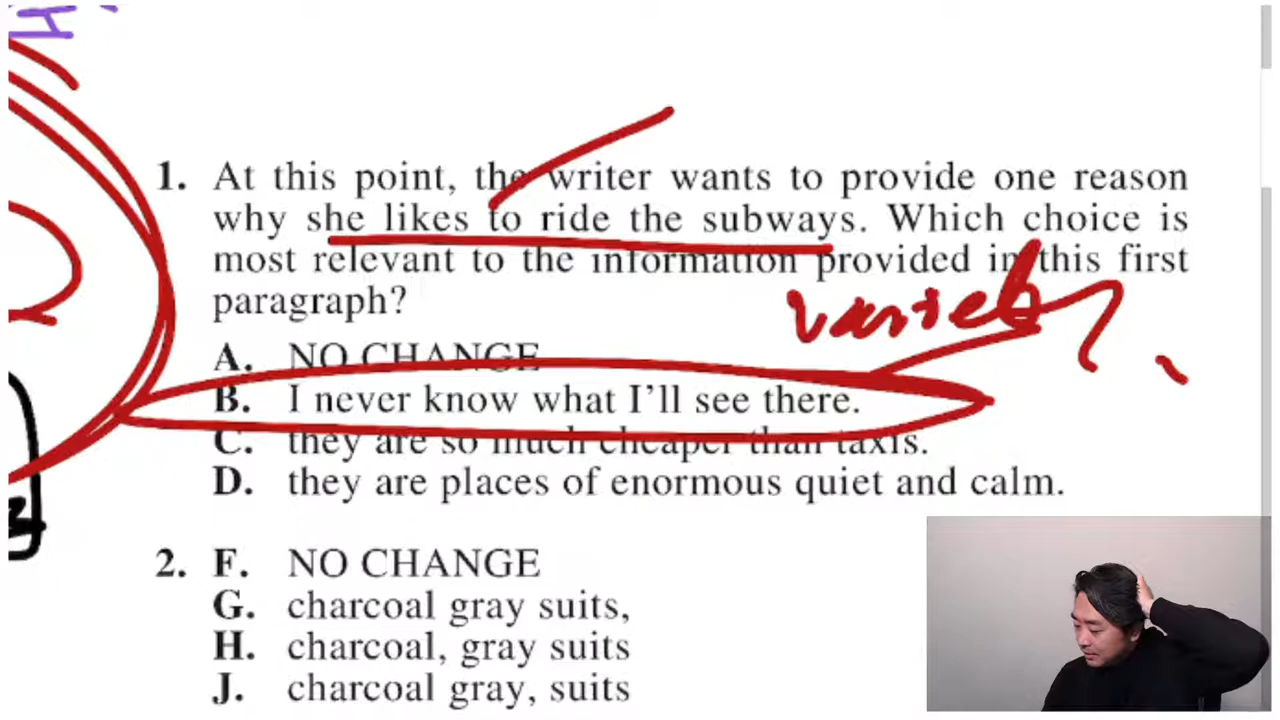 1. At this point, the writer wants to provide one reason
why she likes to ride the subways. Which choice is
most relevant to the information provided in this first
paragraph?
variety
A. NO CHANGE
B. I never know what I'll see there.
C. they are so much cheaper than taxis.
D. they are places of enormous quiet and calm.
2. F. NO CHANGE
G. charcoal gray suits,
H. charcoal, gray suits
J. charcoal gray, suits